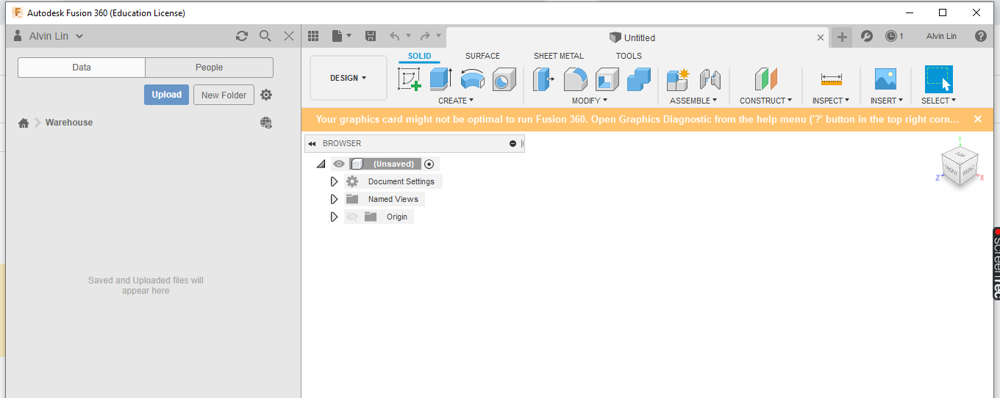 Autodesk Fusion 360 (Education License)
Alvin Lin
Untitled
1
Alvin Lin
Data
People
Upload
New Folder
Warehouse
Saved and Uploaded files will
appear here
DESIGN
SOLID
SURFACE
SHEET METAL
TOOLS
CREATE
MODIFY
ASSEMBLE
CONSTRUCT
INSPECT
INSERT
SELECT
Your graphics card might not be optimal to run Fusion 360. Open Graphics Diagnostic from the help menu ('?' button in the top right corn...
BROWSER
(Unsaved)
Document Settings
Named Views
Origin
Y
TOP
FRONT
RIGHT
Z
X
screenrec